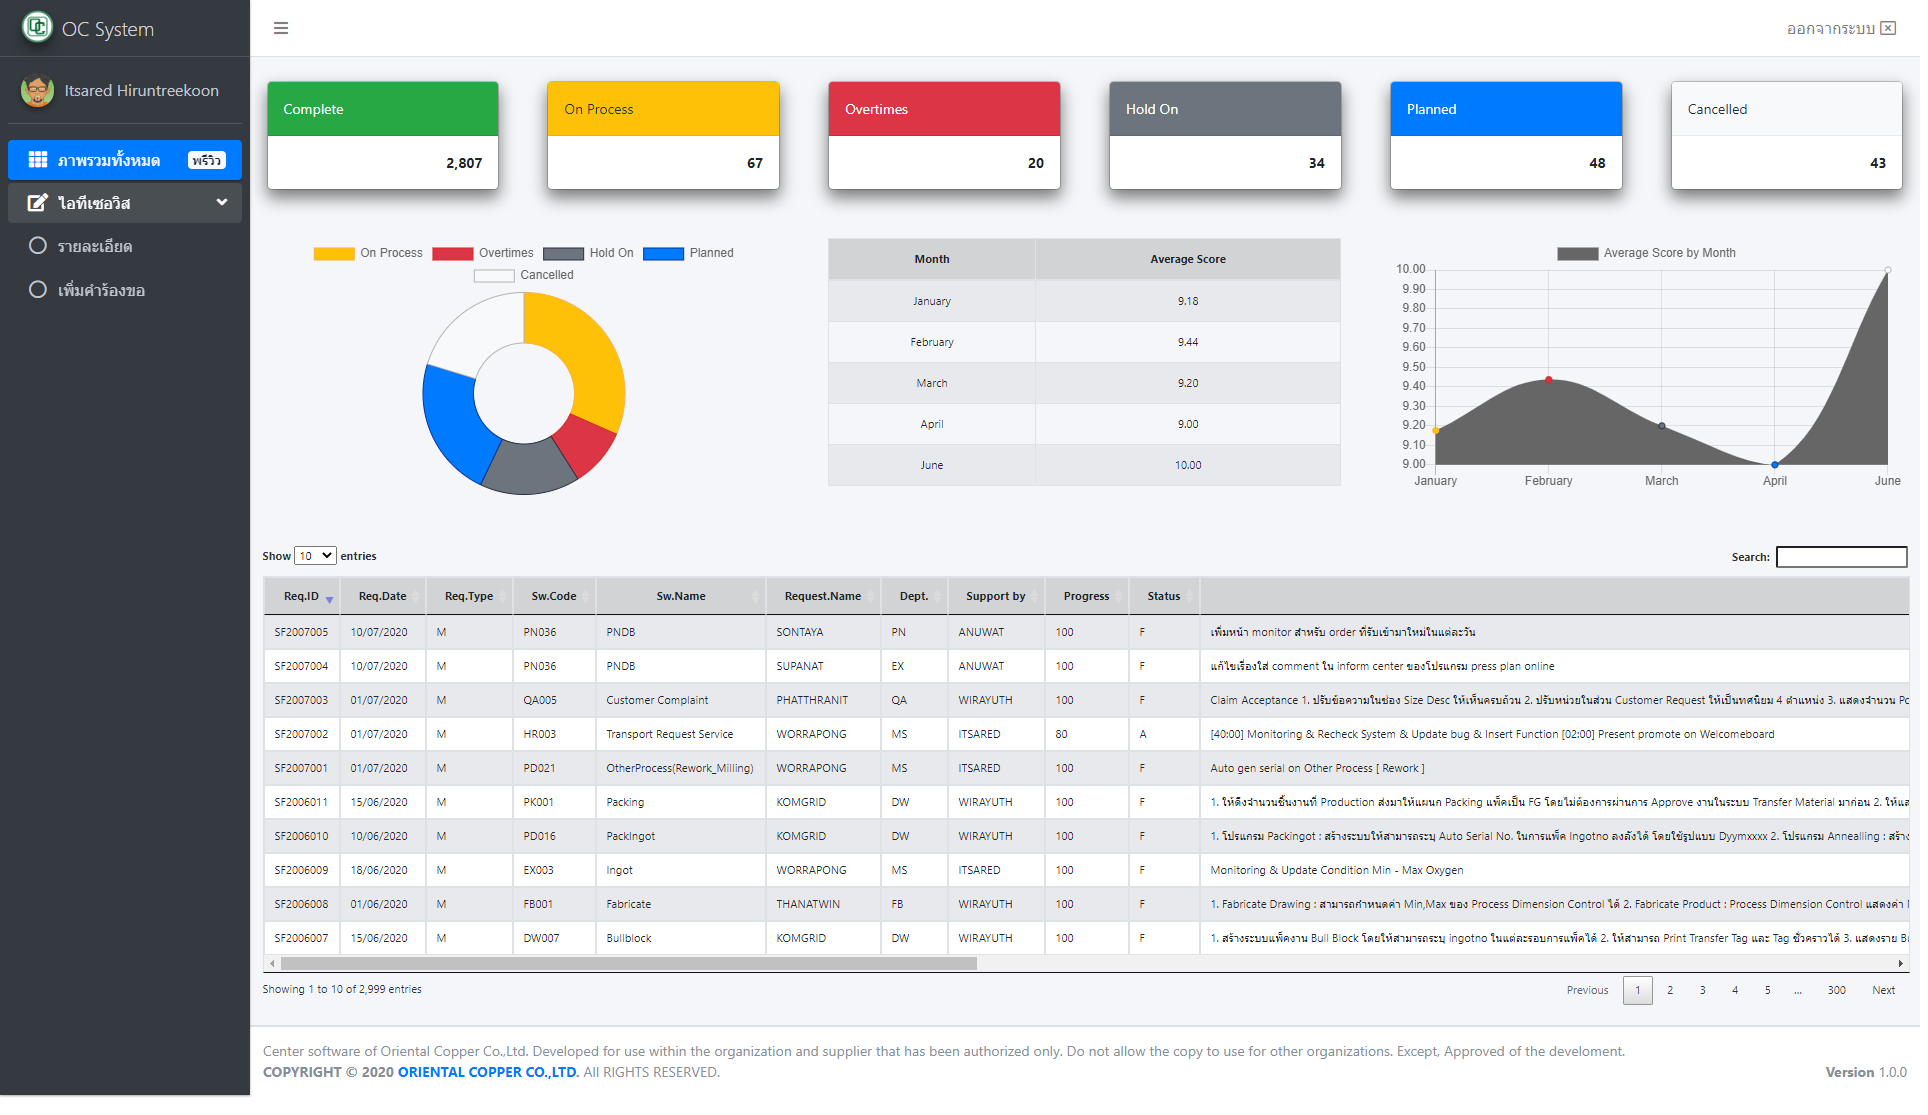 OC System
ออกจากระบบ
Itsared Hiruntreekoon
ภาพรวมทั้งหมด พรีวิว
ไอทีเซอวิส
รายละเอียด
เพิ่มคำร้องขอ
Complete On Process Overtimes Hold On Planned Cancelled
2,807 67 20 34 48 43
On Process Overtimes Hold On Planned
Cancelled
Month Average Score
January 9.18
February 9.44
March 9.20
April 9.00
June 10.00
Average Score by Month
10.00
9.90
9.80
9.70
9.60
9.50
9.40
9.30
9.20
9.10
9.00
January February March April June
Show 10 entries Search:
Req.ID Req.Date Req.Type Sw.Code Sw.Name Request.Name Dept. Support by Progress Status
SF2007005 10/07/2020 M PN036 PNDB SONTAYA PN ANUWAT 100 F เพิ่มหน้า monitor สำหรับ order ที่รับเข้ามาใหม่ในแต่ละวัน
SF2007004 10/07/2020 M PN036 PNDB SUPANAT EX ANUWAT 100 F แก้ไขเรื่องใส่ comment ใน inform center ของโปรแกรม press plan online
SF2007003 01/07/2020 M QA005 Customer Complaint PHATTHRANIT QA WIRAYUTH 100 F Claim Acceptance 1. ปรับข้อความในช่อง Size Desc ให้เห็นครบถ้วน 2. ปรับหน่วยในส่วน Customer Request ให้เป็นทศนิยม 4 ตำแหน่ง 3. แสดงจำนวน Pc
SF2007002 01/07/2020 M HR003 Transport Request Service WORRAPONG MS ITSARED 80 A [40:00] Monitoring & Recheck System & Update bug & Insert Function [02:00] Present promote on Welcomeboard
SF2007001 01/07/2020 M PD021 OtherProcess(Rework_Milling) WORRAPONG MS ITSARED 100 F Auto gen serial on Other Process [ Rework ]
SF2006011 15/06/2020 M PK001 Packing KOMGRID DW WIRAYUTH 100 F 1. ให้ดึงจำนวนชิ้นงานที่ Production ส่งมาให้แผนก Packing แพ็คเป็น FG โดยไม่ต้องการผ่านการ Approve งานในระบบ Transfer Material มาก่อน 2. ให้แส
SF2006010 10/06/2020 M PD016 PackIngot KOMGRID DW WIRAYUTH 100 F 1. โปรแกรม Packingot : สร้างระบบให้สามารถระบุ Auto Serial No. ในการแพ็ค Ingotno ลงลังได้ โดยใช้รูปแบบ Dyymxxxx 2. โปรแกรม Annealling : สร้าง
SF2006009 18/06/2020 M EX003 Ingot WORRAPONG MS ITSARED 100 F Monitoring & Update Condition Min - Max Oxygen
SF2006008 01/06/2020 M FB001 Fabricate THANATWIN FB WIRAYUTH 100 F 1. Fabricate Drawing : สามารถกำหนดค่า Min,Max ของ Process Dimension Control ได้ 2. Fabricate Product : Process Dimension Control แสดงค่า
SF2006007 15/06/2020 M DW007 Bullblock KOMGRID DW WIRAYUTH 100 F 1. สร้างระบบแพ็คงาน Bull Block โดยให้สามารถระบุ ingotno ในแต่ละรอบการแพ็คได้ 2. ให้สามารถ Print Transfer Tag และ Tag ชั่วคราวได้ 3. แสดงราย
Showing 1 to 10 of 2,999 entries Previous 1 2 3 4 5 ... 300 Next
Center software of Oriental Copper Co.,Ltd. Developed for use within the organization and supplier that has been authorized only. Do not allow the copy to use for other organizations. Except, Approved of the develoment.
COPYRIGHT © 2020 ORIENTAL COPPER CO.,LTD. All RIGHTS RESERVED. Version 1.0.0